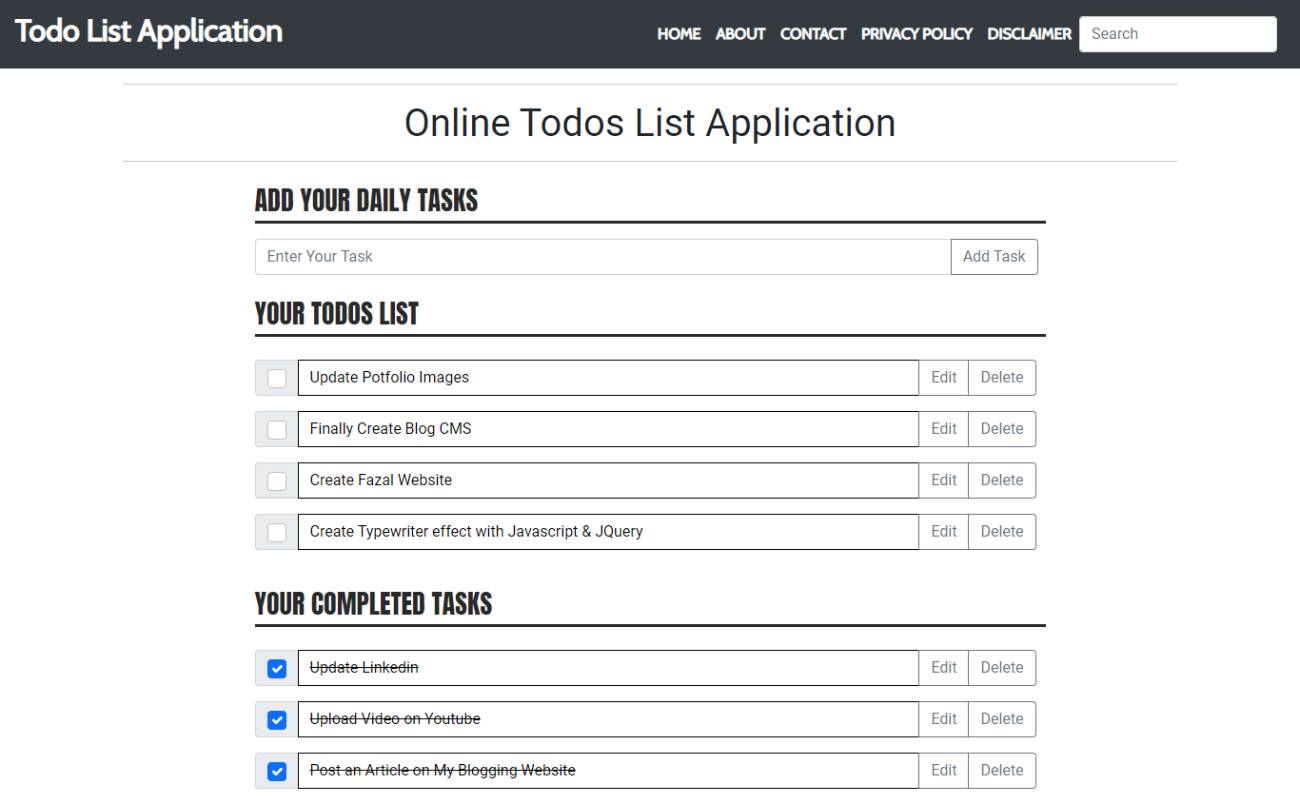 Todo List Application
HOME ABOUT CONTACT PRIVACY POLICY DISCLAIMER Search
Online Todos List Application
ADD YOUR DAILY TASKS
Enter Your Task Add Task
YOUR TODOS LIST
Update Potfolio Images Edit Delete
Finally Create Blog CMS Edit Delete
Create Fazal Website Edit Delete
Create Typewriter effect with Javascript & JQuery Edit Delete
YOUR COMPLETED TASKS
Update Linkedin Edit Delete
Upload Video on Youtube Edit Delete
Post an Article on My Blogging Website Edit Delete